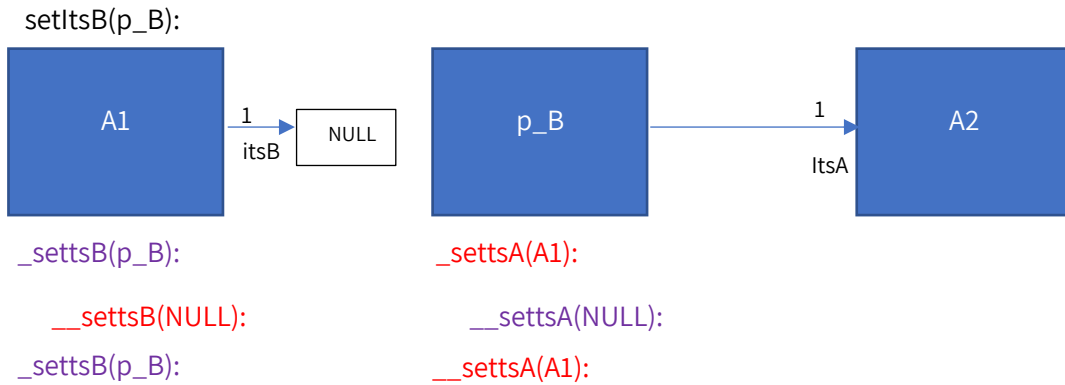 setItsB(p_B):
A1
1
itsB
NULL
p_B
1
ItsA
A2
_settsB(p_B):
_settsA(A1):
__settsB(NULL):
__settsA(NULL):
_settsB(p_B):
__settsA(A1):